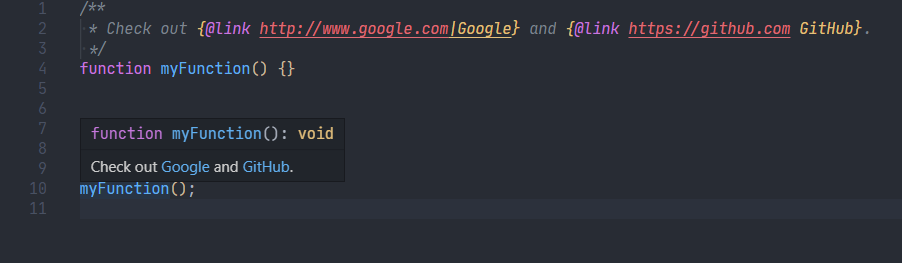 1 /**
2  * Check out {@link http://www.google.com|Google} and {@link https://github.com GitHub}.
3  */
4 function myFunction() {}
5
6
7 function myFunction(): void
8
9 Check out Google and GitHub.
10 myFunction();
11